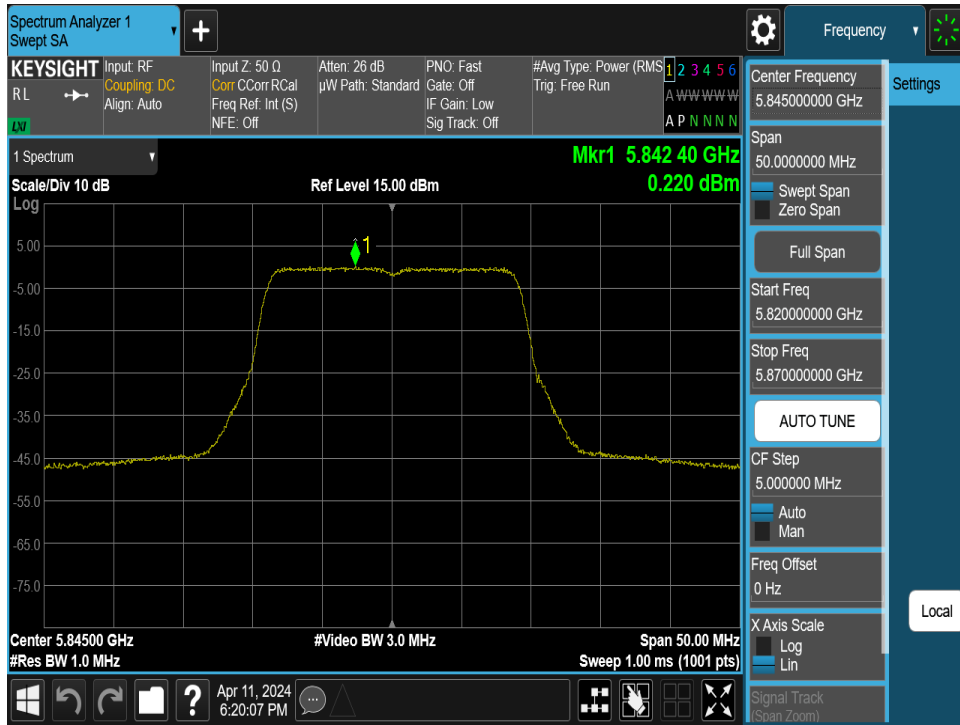 Spectrum Analyzer 1
Swept SA
+
Frequency
KEYSIGHT
R L
LXI
Input: RF
Coupling: DC
Align: Auto
Input Z: 50 Ω
Corr CCorr RCal
Freq Ref: Int (S)
NFE: Off
Atten: 26 dB
µW Path: Standard
PNO: Fast
Gate: Off
IF Gain: Low
Sig Track: Off
#Avg Type: Power (RMS
Trig: Free Run
1 2 3 4 5 6
A W W W W W
A P N N N N
1 Spectrum
Scale/Div 10 dB
Log
Ref Level 15.00 dBm
Mkr1 5.842 40 GHz
0.220 dBm
1
5.00
-5.00
-15.0
-25.0
-35.0
-45.0
-55.0
-65.0
-75.0
Center 5.84500 GHz
#Res BW 1.0 MHz
#Video BW 3.0 MHz
Span 50.00 MHz
Sweep 1.00 ms (1001 pts)
?
Apr 11, 2024
6:20:07 PM
Center Frequency
5.845000000 GHz
Span
50.0000000 MHz
Swept Span
Zero Span
Full Span
Start Freq
5.820000000 GHz
Stop Freq
5.870000000 GHz
AUTO TUNE
CF Step
5.000000 MHz
Auto
Man
Freq Offset
0 Hz
X Axis Scale
Log
Lin
Signal Track
(Span Zoom)
Settings
Local